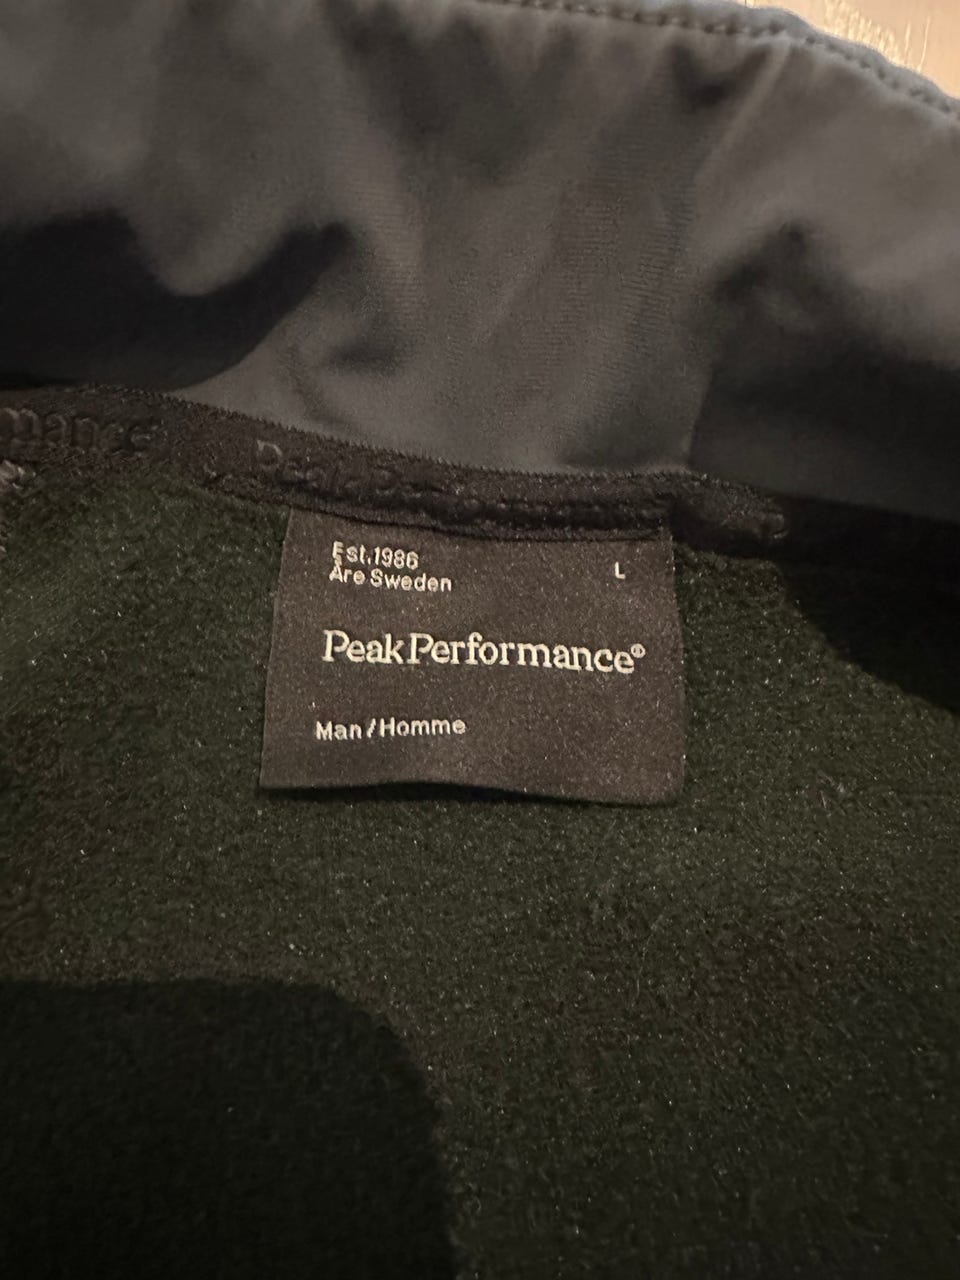 Est.1986
Åre Sweden
L
PeakPerformance®
Man/Homme